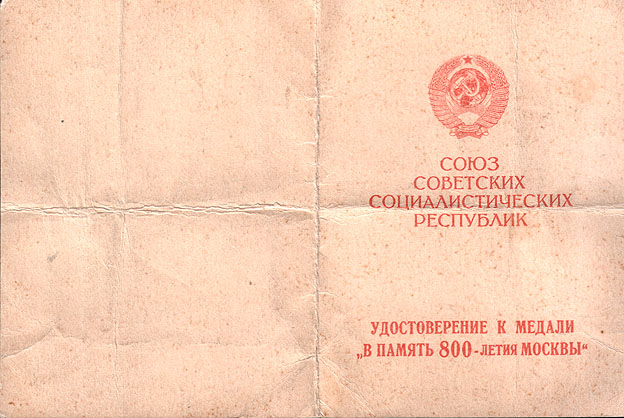 СОЮЗ
СОВЕТСКИХ
СОЦИАЛИСТИЧЕСКИХ
РЕСПУБЛИК
УДОСТОВЕРЕНИЕ К МЕДАЛИ
„В ПАМЯТЬ 800-ЛЕТИЯ МОСКВЫ“